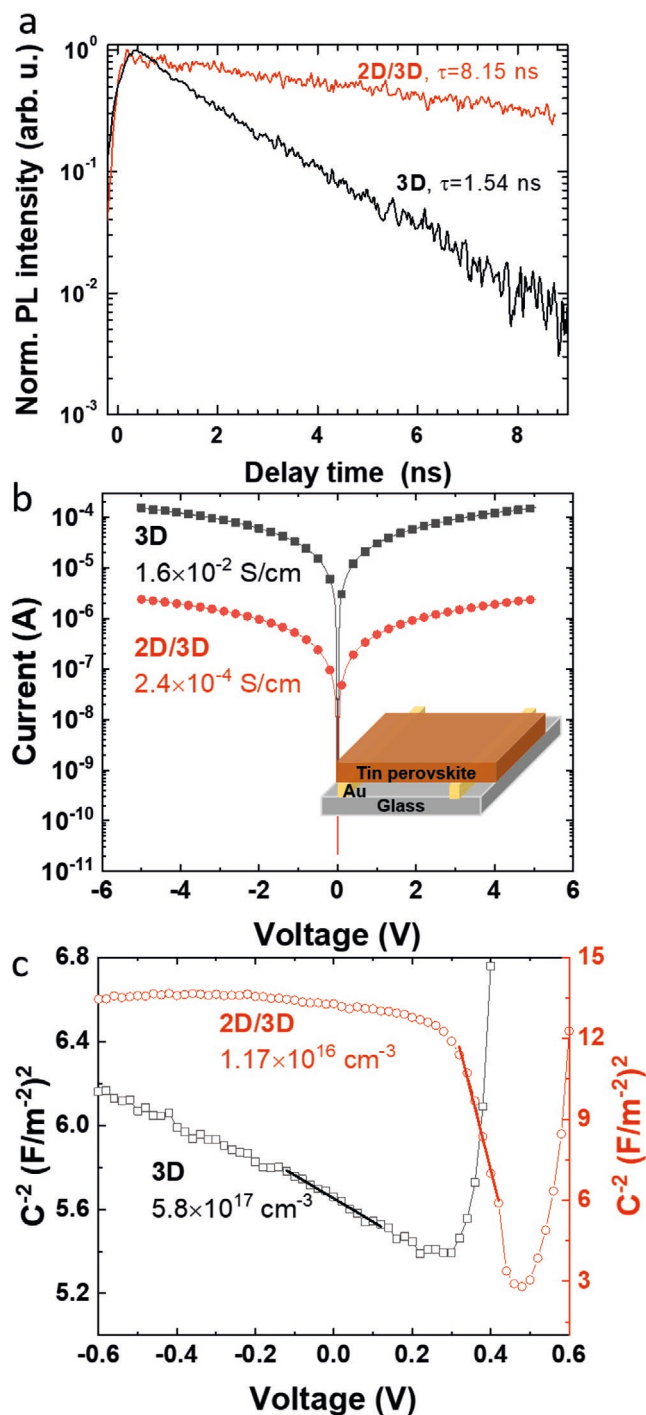 a
10⁰
10⁻¹
10⁻²
10⁻³
Norm. PL intensity (arb. u.)
2D/3D, τ=8.15 ns
3D, τ=1.54 ns
0 2 4 6 8
Delay time (ns)
b
10⁻⁴
10⁻⁵
10⁻⁶
10⁻⁷
10⁻⁸
10⁻⁹
10⁻¹⁰
10⁻¹¹
Current (A)
3D
1.6×10⁻² S/cm
2D/3D
2.4×10⁻⁴ S/cm
Tin perovskite
Au
Glass
-6 -4 -2 0 2 4 6
Voltage (V)
c
6.8
6.4
6.0
5.6
5.2
C⁻² (F/m⁻²)²
2D/3D
1.17×10¹⁶ cm⁻³
3D
5.8×10¹⁷ cm⁻³
15
12
9
6
3
C⁻² (F/m⁻²)²
-0.6 -0.4 -0.2 0.0 0.2 0.4 0.6
Voltage (V)